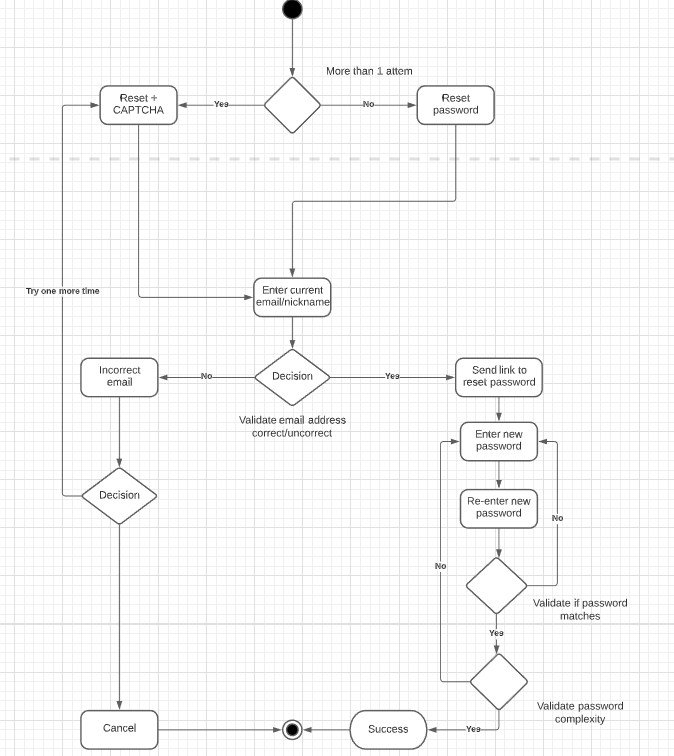 More than 1 attem
Reset +
CAPTCHA
Yes
No
Reset
password
Try one more time
Enter current
email/nickname
Incorrect
email
No
Decision
Yes
Send link to
reset password
Validate email address
correct/uncorrect
Enter new
password
Decision
Re-enter new
password
No
No
Validate if password
matches
Yes
Validate password
complexity
Cancel
Success
Yes